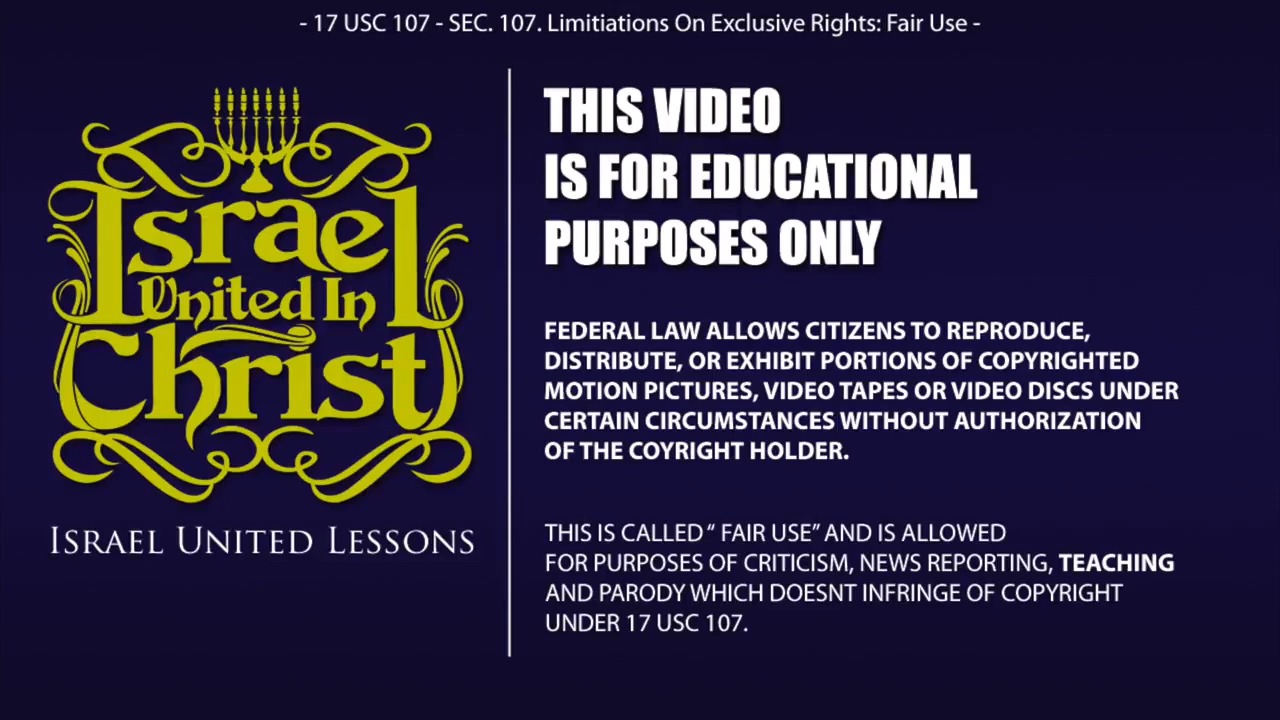 - 17 USC 107 - SEC. 107. Limitiations On Exclusive Rights: Fair Use -
Israel
United In
Christ
ISRAEL UNITED LESSONS
THIS VIDEO
IS FOR EDUCATIONAL
PURPOSES ONLY
FEDERAL LAW ALLOWS CITIZENS TO REPRODUCE,
DISTRIBUTE, OR EXHIBIT PORTIONS OF COPYRIGHTED
MOTION PICTURES, VIDEO TAPES OR VIDEO DISCS UNDER
CERTAIN CIRCUMSTANCES WITHOUT AUTHORIZATION
OF THE COYRIGHT HOLDER.
THIS IS CALLED “ FAIR USE” AND IS ALLOWED
FOR PURPOSES OF CRITICISM, NEWS REPORTING, TEACHING
AND PARODY WHICH DOESNT INFRINGE OF COPYRIGHT
UNDER 17 USC 107.